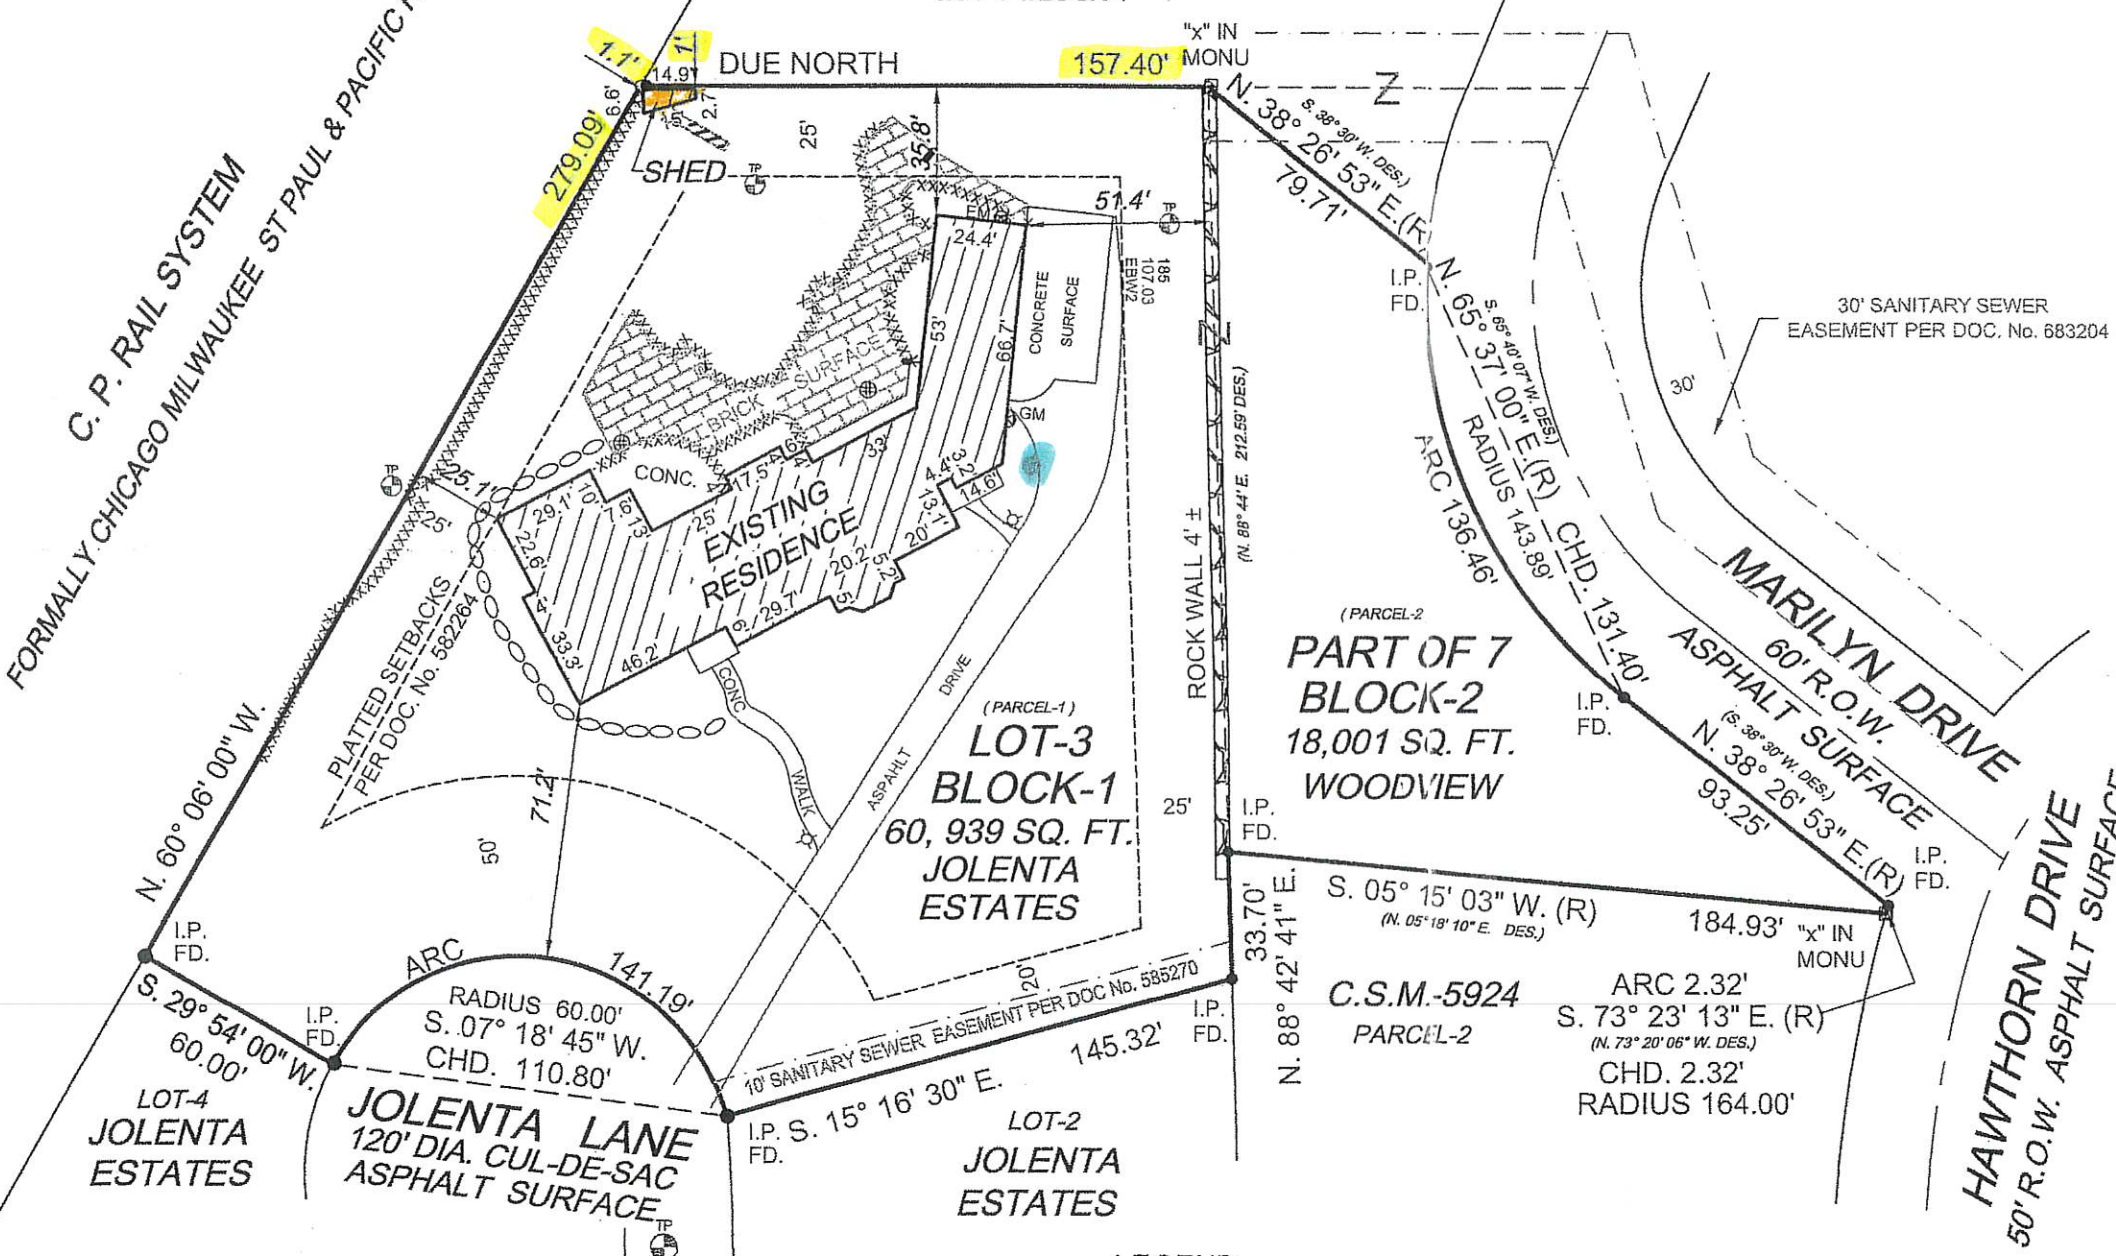 "x" IN
MONU
1.1'
1'
14.9'
DUE NORTH
157.40'
6.6'
2.7
279.09'
SHED
TP
25'
35.8'
51.4'
TP
EM
24.4'
N. 38° 26' 53" E.(R)
S. 38° 30' W. DES.)
79.71'
Z
I.P.
FD.
C. P. RAIL SYSTEM
FORMALLY CHICAGO MILWAUKEE ST PAUL & PACIFIC
185
107.03
EBW2
CONCRETE
SURFACE
53'
66.7'
N. 65° 37' 00" E.(R)
S. 65° 40' 07" W. DES.)
RADIUS 143.89'
CHD. 131.40'
ARC 136.46'
30' SANITARY SEWER
EASEMENT PER DOC. No. 683204
30'
Z
(N. 88° 44' E. 212.59' DES.)
ROCK WALL 4' ±
BRICK
SURFACE
GM
CONC.
TP
25.1'
25'
29.1'
10'
7.6'
13'
25'
17.5'
4'
6'
4'
33'
4.4'
3.2'
14.6'
13.1'
20'
5.2'
20.2'
5'
29.7'
6'
46.2'
33.3'
4'
22.6'
EXISTING
RESIDENCE
PLATTED SETBACKS
PER DOC. No. 582264
CONC
WALK
ASPAHLT
DRIVE
71.2'
50'
N. 60° 06' 00" W.
(PARCEL-1)
LOT-3
BLOCK-1
60, 939 SQ. FT.
JOLENTA
ESTATES
25'
(PARCEL-2
PART OF 7
BLOCK-2
18,001 SQ. FT.
WOODVIEW
I.P.
FD.
MARILYN DRIVE
60' R.O.W.
ASPHALT SURFACE
I.P.
FD.
(S. 38° 30' W. DES.)
N. 38° 26' 53" E.(R)
93.25'
I.P.
FD.
HAWTHORN DRIVE
50' R.O.W. ASPHALT SURFACE
I.P.
FD.
S. 05° 15' 03" W. (R)
(N. 05° 18' 10" E. DES.)
184.93'
"x" IN
MONU
33.70'
N. 88° 42' 41" E.
C.S.M.-5924
PARCEL-2
ARC 2.32'
S. 73° 23' 13" E. (R)
(N. 73° 20' 06" W. DES.)
CHD. 2.32'
RADIUS 164.00'
I.P.
FD.
S. 29° 54' 00" W.
60.00'
I.P.
FD.
ARC
141.19'
RADIUS 60.00'
S. 07° 18' 45" W.
CHD. 110.80'
20'
10' SANITARY SEWER EASEMENT PER DOC No. 585270
145.32'
S. 15° 16' 30" E.
I.P.
FD.
I.P.
FD.
LOT-4
JOLENTA
ESTATES
JOLENTA LANE
120' DIA. CUL-DE-SAC
ASPHALT SURFACE
TP
LOT-2
JOLENTA
ESTATES